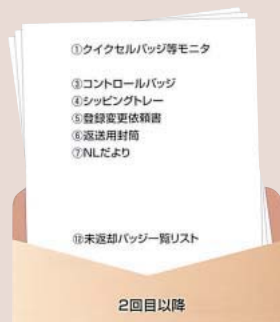 ①クイクセルバッジ等モニタ
③コントロールバッジ
④シッピングトレー
⑤登録変更依頼書
⑥返送用封筒
⑦NLだより
⑫未返却バッジ一覧リスト
2回目以降